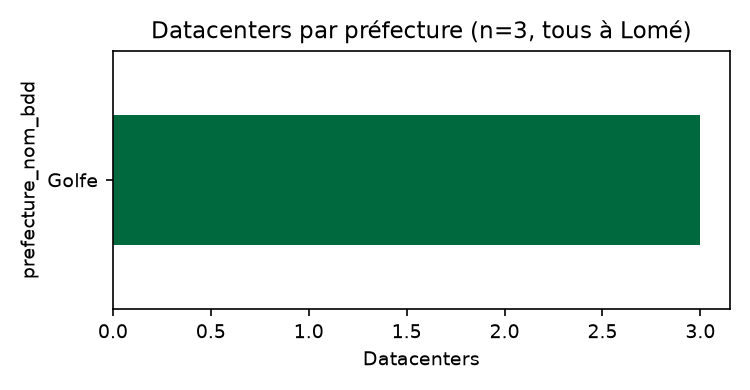 Datacenters par préfecture (n=3, tous à Lomé)
prefecture_nom_bdd
Golfe
0.0 0.5 1.0 1.5 2.0 2.5 3.0
Datacenters